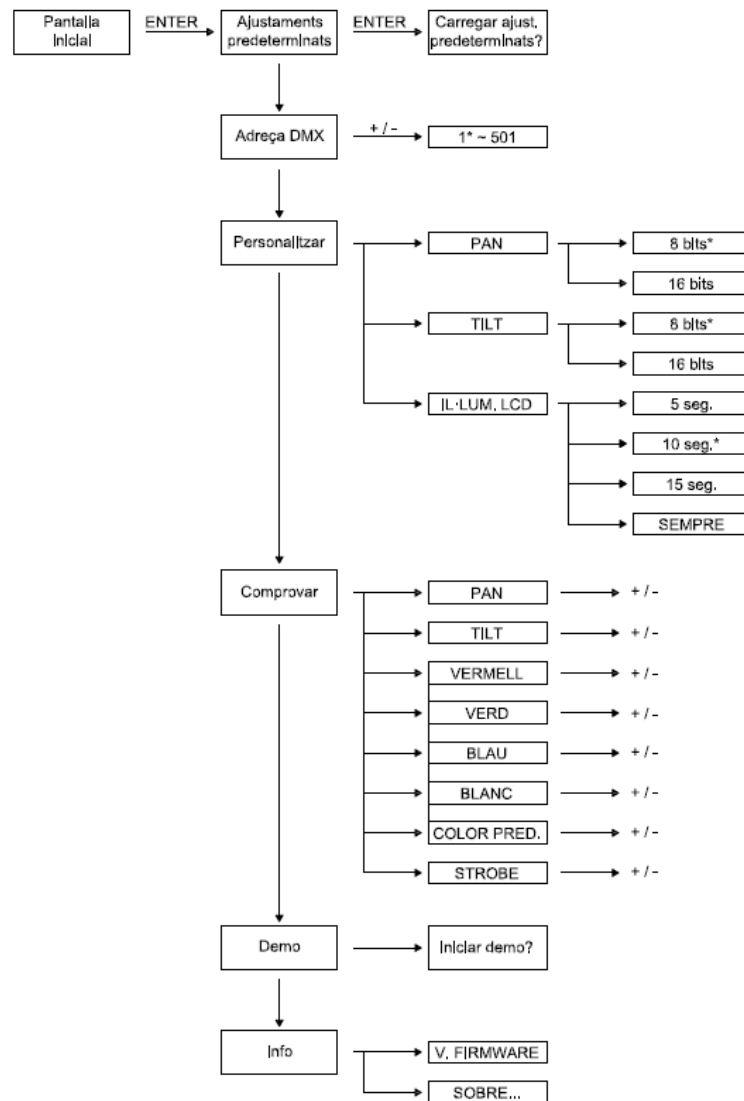 Pantalla
inicial
ENTER
Ajustaments
predeterminats
ENTER
Carregar ajust.
predeterminats?
Adreça DMX
+ / -
1* ~ 501
Personalitzar
PAN
8 bits*
16 bits
TILT
8 bits*
16 bits
IL·LUM. LCD
5 seg.
10 seg.*
15 seg.
SEMPRE
Comprovar
PAN
+ / -
TILT
+ / -
VERMELL
+ / -
VERD
+ / -
BLAU
+ / -
BLANC
+ / -
COLOR PRED.
+ / -
STROBE
+ / -
Demo
Iniciar demo?
Info
V. FIRMWARE
SOBRE...